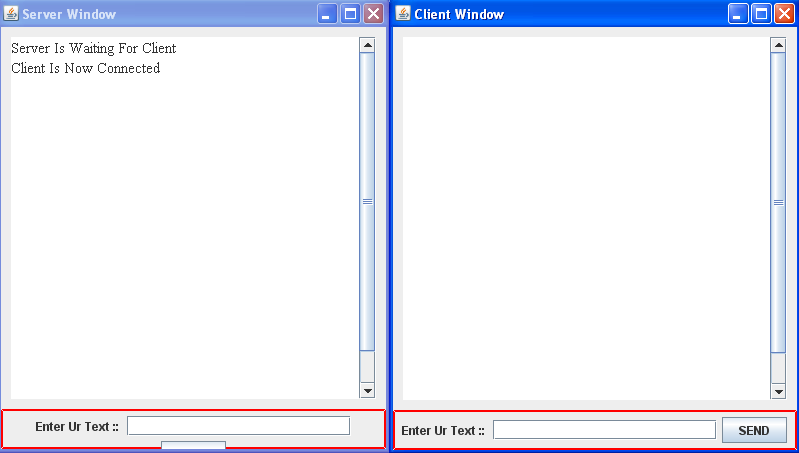 Server Window
Server Is Waiting For Client
Client Is Now Connected
Enter Ur Text ::
Client Window
Enter Ur Text ::
SEND